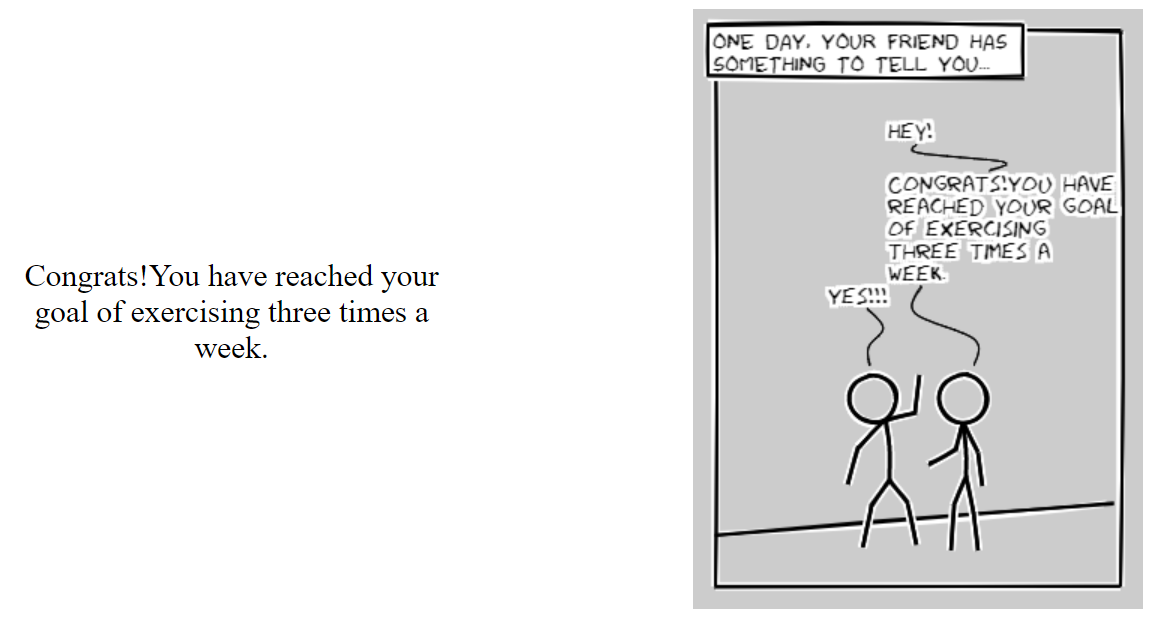 Congrats!You have reached your
goal of exercising three times a
week.
ONE DAY, YOUR FRIEND HAS
SOMETHING TO TELL YOU...
HEY!
CONGRATS!YOU HAVE
REACHED YOUR GOAL
OF EXERCISING
THREE TIMES A
WEEK.
YES!!!